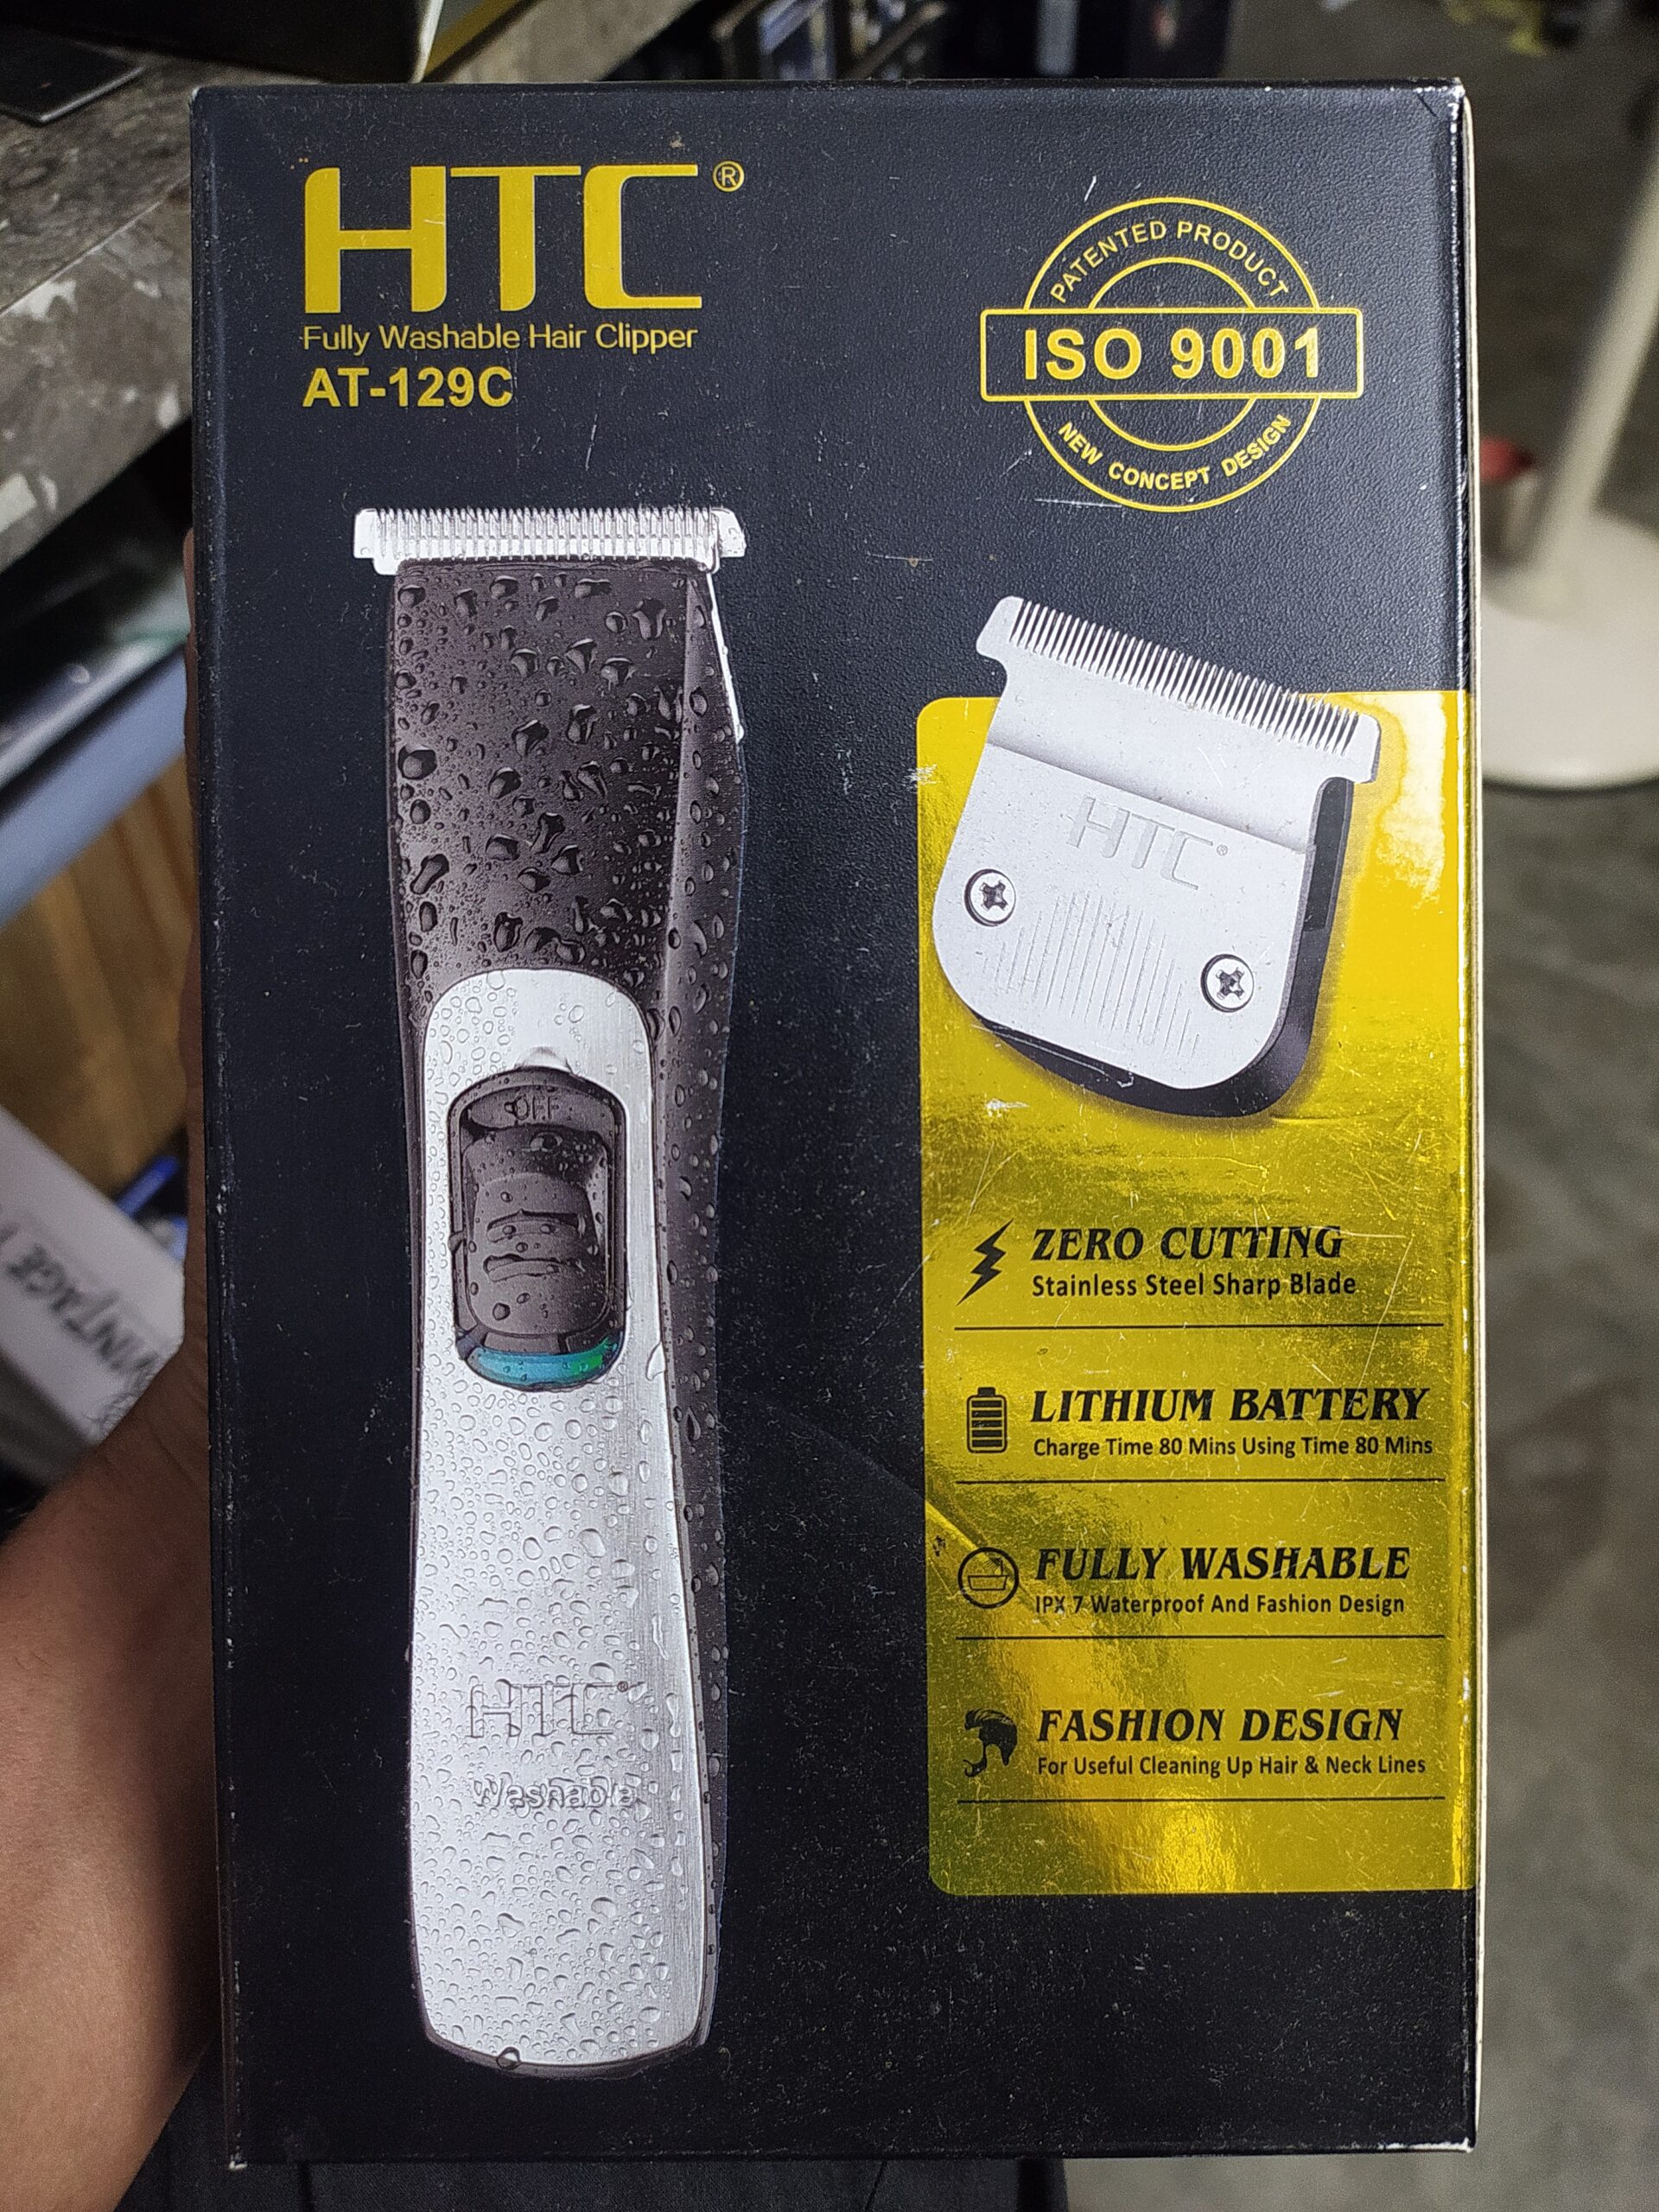 HTC®
Fully Washable Hair Clipper
AT-129C
PATENTED PRODUCT
ISO 9001
NEW CONCEPT DESIGN
HTC®
OFF
HTC®
Washable
ZERO CUTTING
Stainless Steel Sharp Blade
LITHIUM BATTERY
Charge Time 80 Mins Using Time 80 Mins
FULLY WASHABLE
IPX 7 Waterproof And Fashion Design
FASHION DESIGN
For Useful Cleaning Up Hair & Neck Lines
VINTAGE